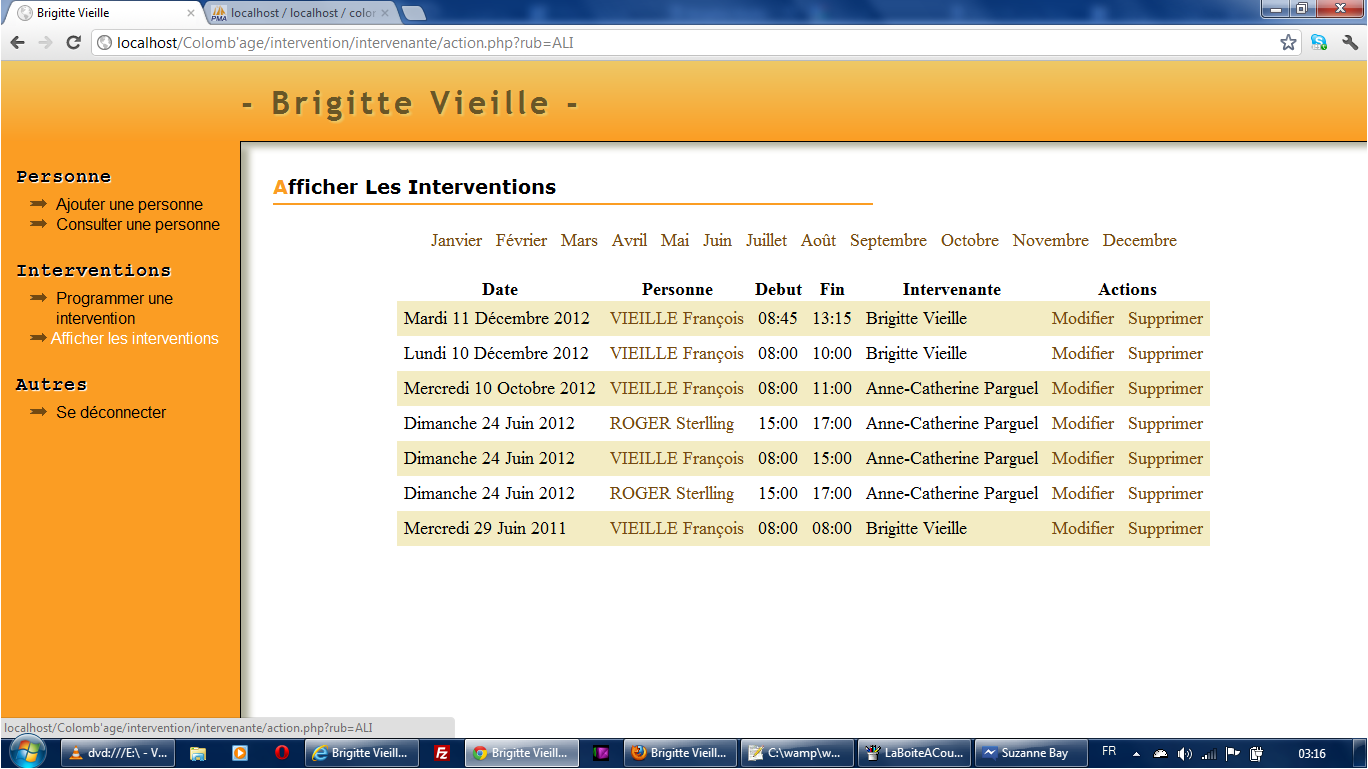 Brigitte Vieille
localhost / localhost / color
localhost/Colomb'age/intervention/intervenante/action.php?rub=ALI
- Brigitte Vieille -
Personne
Ajouter une personne
Consulter une personne
Interventions
Programmer une
intervention
Afficher les interventions
Autres
Se déconnecter
Afficher Les Interventions
Janvier Février Mars Avril Mai Juin Juillet Août Septembre Octobre Novembre Decembre
Date Personne Debut Fin Intervenante Actions
Mardi 11 Décembre 2012 VIEILLE François 08:45 13:15 Brigitte Vieille Modifier Supprimer
Lundi 10 Décembre 2012 VIEILLE François 08:00 10:00 Brigitte Vieille Modifier Supprimer
Mercredi 10 Octobre 2012 VIEILLE François 08:00 11:00 Anne-Catherine Parguel Modifier Supprimer
Dimanche 24 Juin 2012 ROGER Sterlling 15:00 17:00 Anne-Catherine Parguel Modifier Supprimer
Dimanche 24 Juin 2012 VIEILLE François 08:00 15:00 Anne-Catherine Parguel Modifier Supprimer
Dimanche 24 Juin 2012 ROGER Sterlling 15:00 17:00 Anne-Catherine Parguel Modifier Supprimer
Mercredi 29 Juin 2011 VIEILLE François 08:00 08:00 Brigitte Vieille Modifier Supprimer
localhost/Colomb'age/intervention/intervenante/action.php?rub=ALI
dvd:///E:\ - V... Brigitte Vieill... Brigitte Vieill... Brigitte Vieill... C:\wamp\w... LaBoiteACou... Suzanne Bay FR 03:16